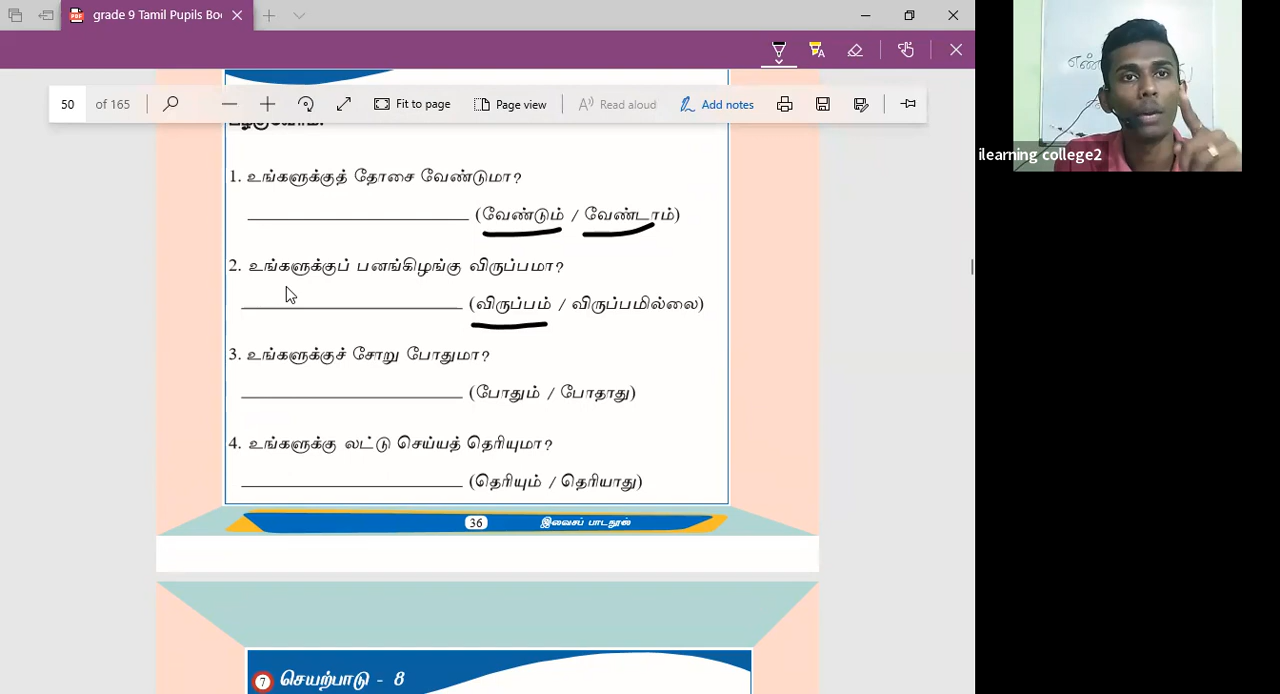 grade 9 Tamil Pupils Boo
50 of 165
Fit to page
Page view
Read aloud
Add notes
ilearning college2
1. உங்களுக்குத் தோசை வேண்டுமா?
(வேண்டும் / வேண்டாம்)
2. உங்களுக்குப் பனங்கிழங்கு விருப்பமா?
(விருப்பம் / விருப்பமில்லை)
3. உங்களுக்குச் சோறு போதுமா?
(போதும் / போதாது)
4. உங்களுக்கு லட்டு செய்யத் தெரியுமா?
(தெரியும் / தெரியாது)
36 இலவசப் பாடநூல்
7 செயற்பாடு - 8